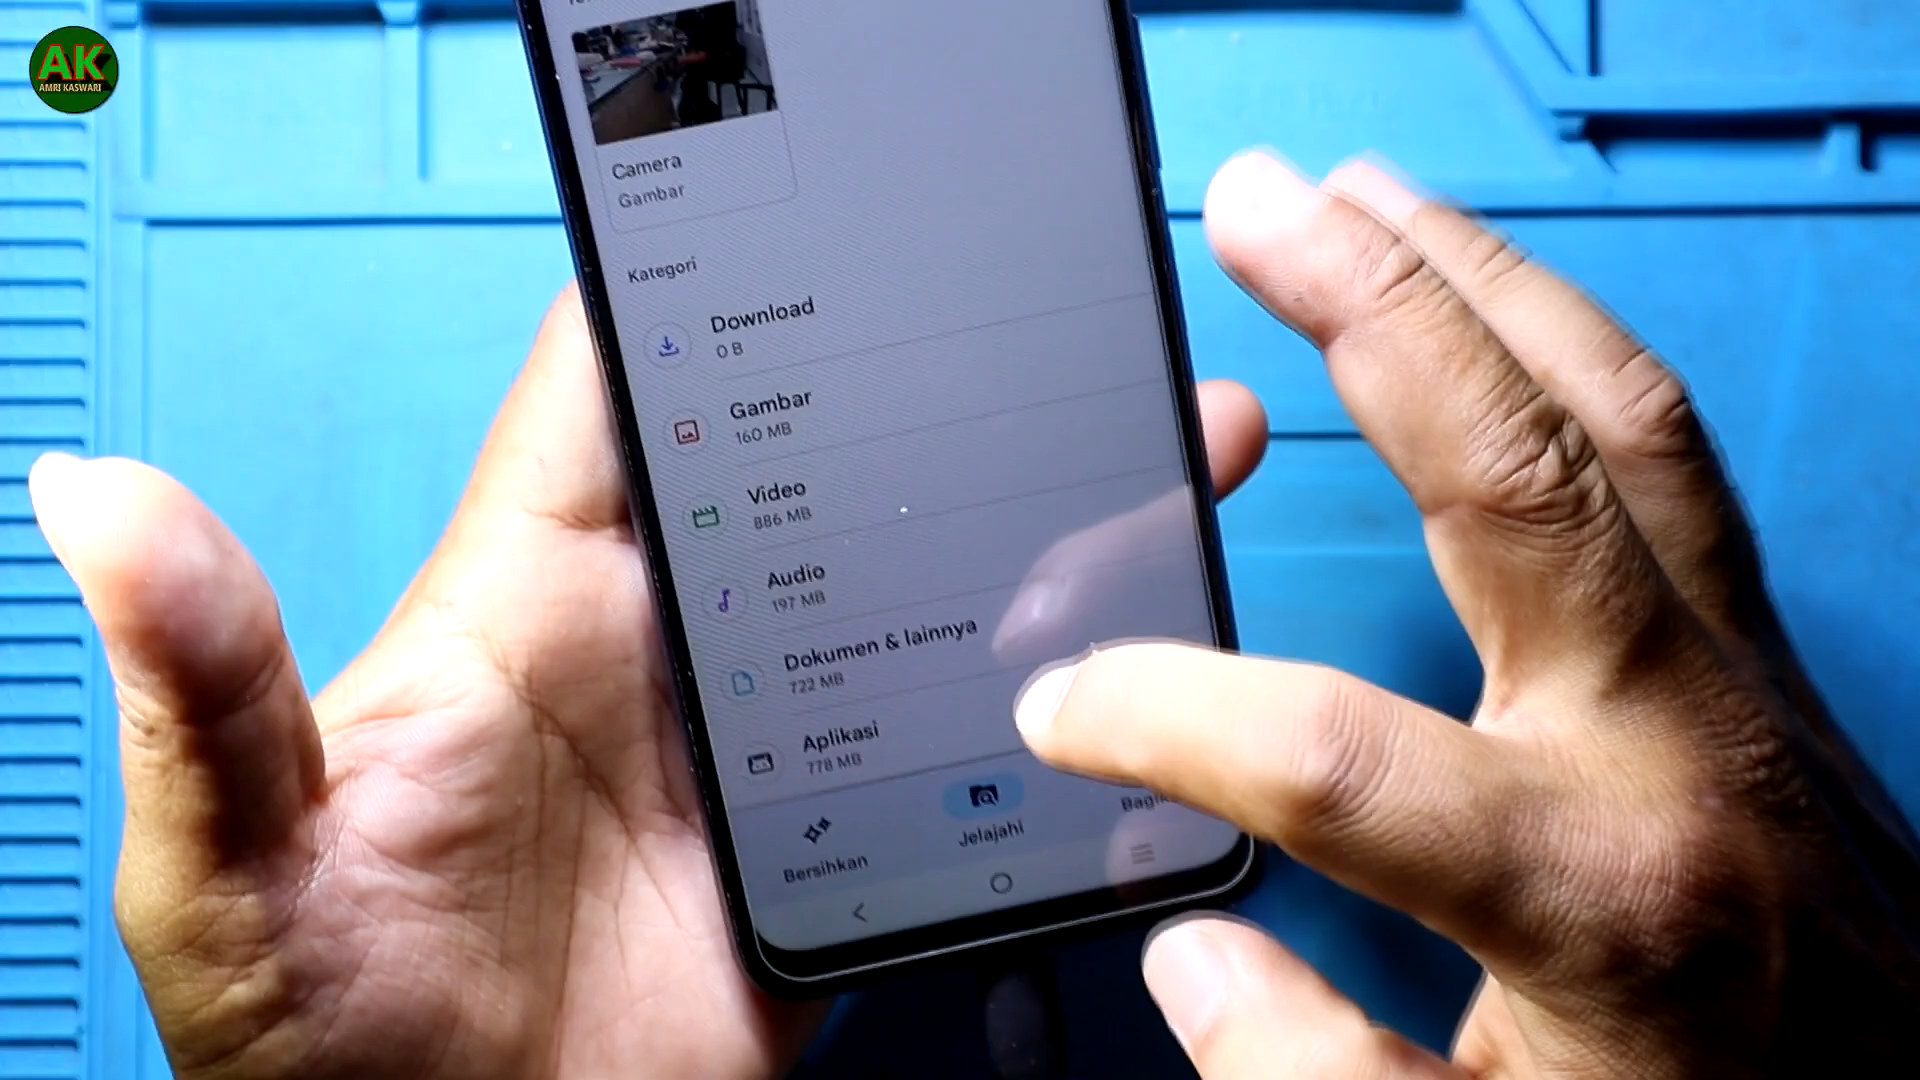 AK
AMRI KASWARI
Camera
Gambar
Kategori
Download
0 B
Gambar
160 MB
Video
886 MB
Audio
197 MB
Dokumen & lainnya
722 MB
Aplikasi
778 MB
Bersihkan
Jelajahi